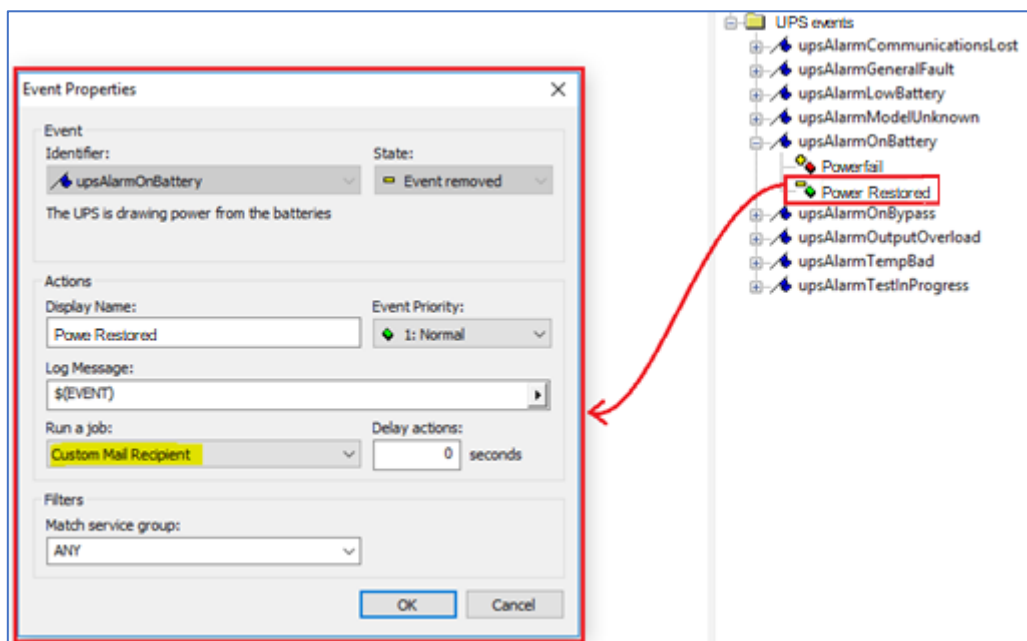 Event Properties
Event
Identifier:
State:
upsAlarmOnBattery
Event removed
The UPS is drawing power from the batteries
Actions
Display Name:
Event Priority:
Powe Restored
1: Normal
Log Message:
$(EVENT)
Run a job:
Delay actions:
Custom Mail Recipient
0 seconds
Filters
Match service group:
ANY
OK
Cancel
UPS events
upsAlarmCommunicationsLost
upsAlarmGeneralFault
upsAlarmLowBattery
upsAlarmModelUnknown
upsAlarmOnBattery
Powerfail
Power Restored
upsAlarmOnBypass
upsAlarmOutputOverload
upsAlarmTempBad
upsAlarmTestInProgress